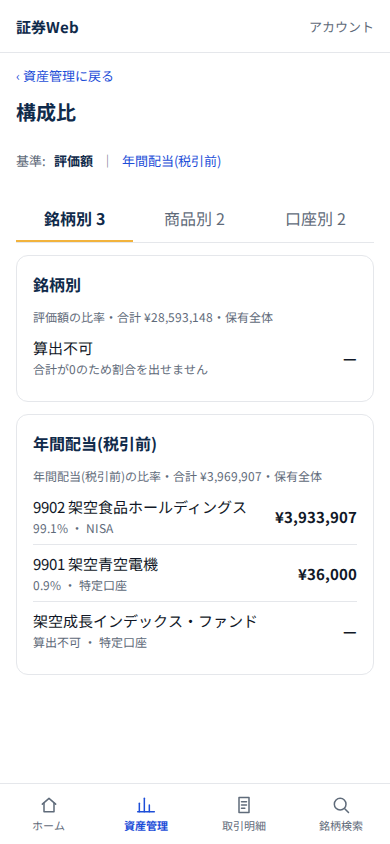 証券Web
アカウント
‹ 資産管理に戻る
構成比
基準: 評価額 | 年間配当(税引前)
銘柄別 3 商品別 2 口座別 2
銘柄別
評価額の比率・合計 ¥28,593,148・保有全体
算出不可
合計が0のため割合を出せません
—
年間配当(税引前)
年間配当(税引前)の比率・合計 ¥3,969,907・保有全体
9902 架空食品ホールディングス
99.1% ・ NISA
¥3,933,907
9901 架空青空電機
0.9% ・ 特定口座
¥36,000
架空成長インデックス・ファンド
算出不可 ・ 特定口座
—
ホーム 資産管理 取引明細 銘柄検索